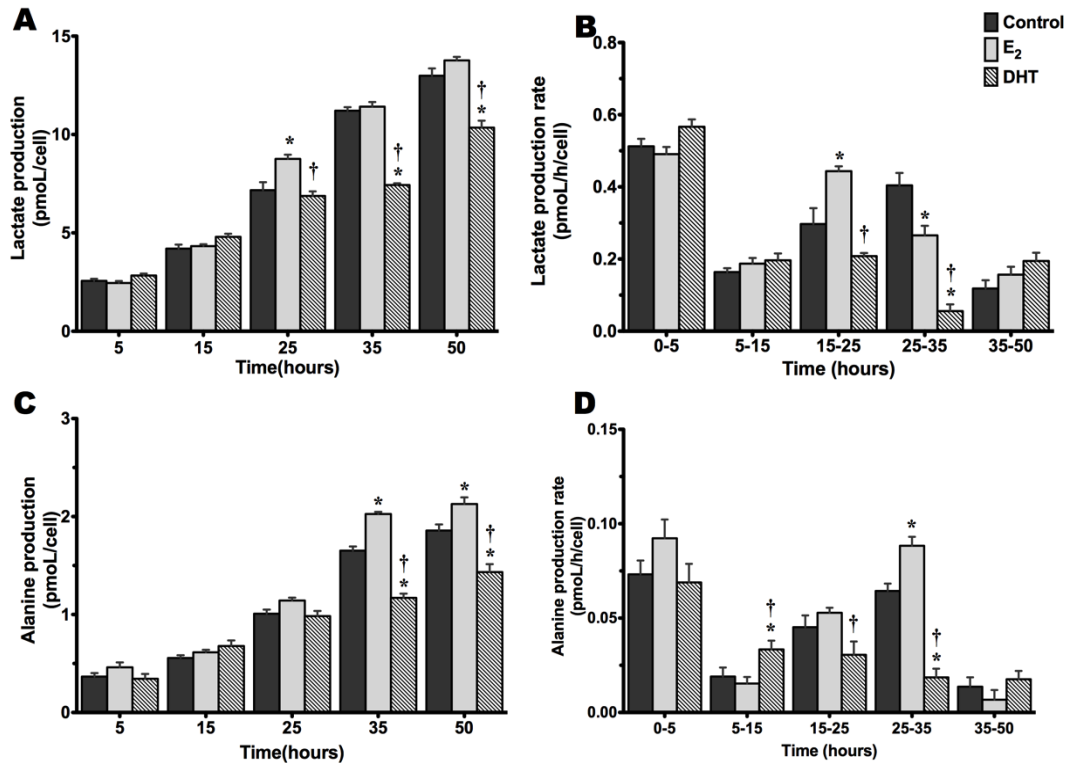 A
Lactate production
(pmoL/cell)
15
10
5
0
*
†
†
*
†
*
5 15 25 35 50
Time(hours)
B
Control
E2
DHT
Lactate production rate
(pmoL/h/cell)
0.8
0.6
0.4
0.2
0.0
*
†
*
†
*
0-5 5-15 15-25 25-35 35-50
Time (hours)
C
Alanine production
(pmoL/cell)
3
2
1
0
*
†
*
*
†
*
5 15 25 35 50
Time(hours)
D
Alanine production rate
(pmoL/h/cell)
0.15
0.10
0.05
0.00
†
*
†
*
†
*
0-5 5-15 15-25 25-35 35-50
Time (hours)